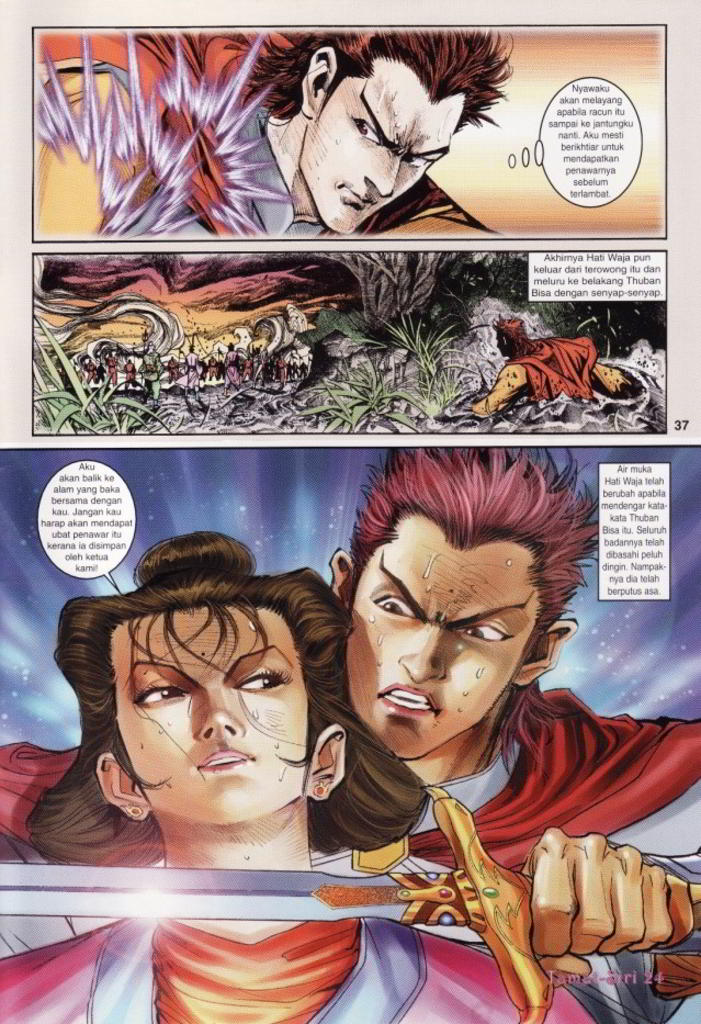 Nyawaku
akan melayang
apabila racun itu
sampai ke jantungku
nanti. Aku mesti
berikhtiar untuk
mendapatkan
penawarnya
sebelum
terlambat.
Akhirnya Hati Waja pun
keluar dari terowong itu dan
meluru ke belakang Thuban
Bisa dengan senyap-senyap.
37
Aku
akan balik ke
alam yang baka
bersama dengan
kau. Jangan kau
harap akan mendapat
ubat penawar itu
kerana ia disimpan
oleh ketua
kami!
Air muka
Hati Waja telah
berubah apabila
mendengar kata-
kata Thuban
Bisa itu. Seluruh
badannya telah
dibasahi peluh
dingin. Nampak-
nya dia telah
berputus asa.